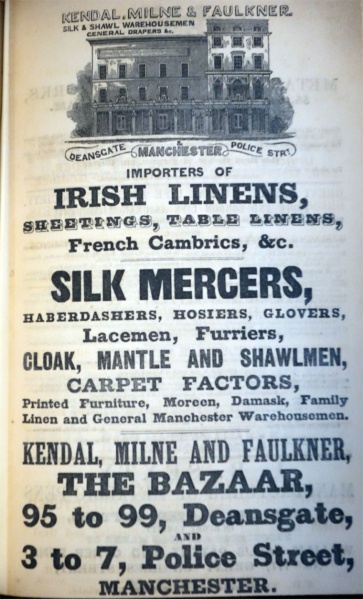 KENDAL, MILNE & FAULKNER.
SILK & SHAWL WAREHOUSEMEN
GENERAL DRAPERS &c.
DEANSGATE & MANCHESTER POLICE STRT
IMPORTERS OF
IRISH LINENS,
SHEETINGS, TABLE LINENS,
French Cambrics, &c.
SILK MERCERS,
HABERDASHERS, HOSIERS, GLOVERS,
Lacemen, Furriers,
CLOAK, MANTLE AND SHAWLMEN,
CARPET FACTORS,
Printed Furniture, Moreen, Damask, Family
Linen and General Manchester Warehousemen.
KENDAL, MILNE AND FAULKNER,
THE BAZAAR,
95 to 99, Deansgate,
AND
3 to 7, Police Street,
MANCHESTER.